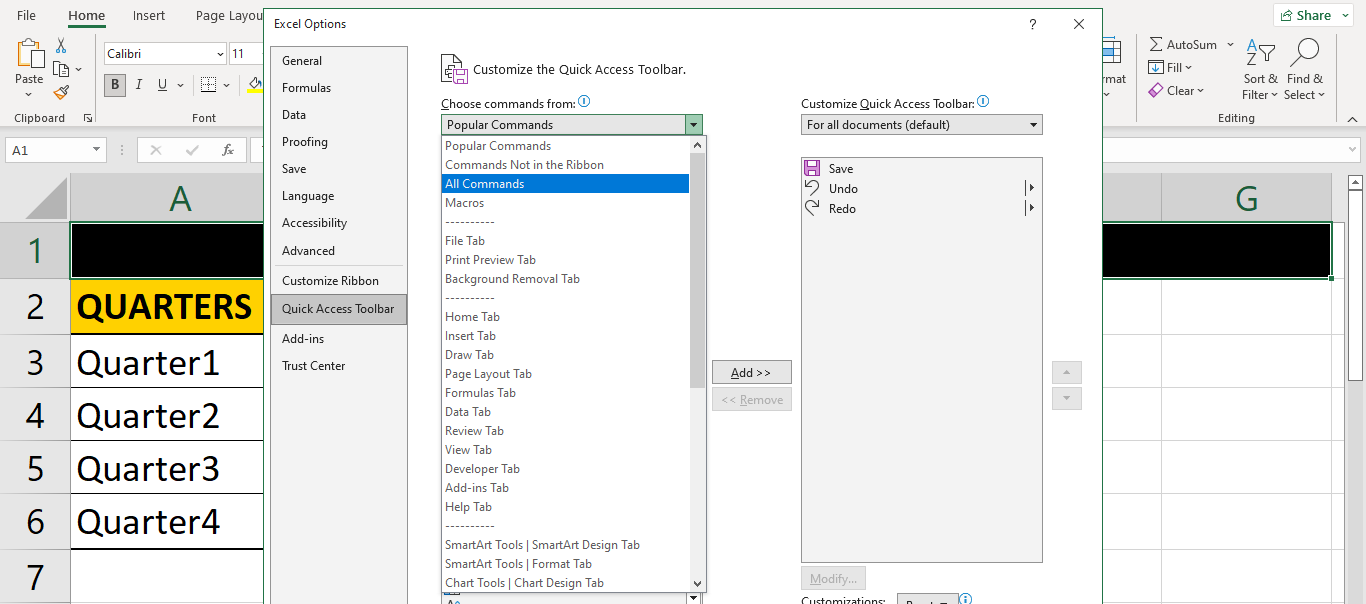 File
Home
Insert
Page Layou
Share
Paste
Clipboard
Calibri
11
B I U
Font
rmat
AutoSum
Fill
Clear
Sort & Filter
Find & Select
Editing
A1
fx
A
G
1
2
3
4
5
6
7
QUARTERS
Quarter1
Quarter2
Quarter3
Quarter4
Excel Options
?
General
Formulas
Data
Proofing
Save
Language
Accessibility
Advanced
Customize Ribbon
Quick Access Toolbar
Add-ins
Trust Center
Customize the Quick Access Toolbar.
Choose commands from:
Popular Commands
Popular Commands
Commands Not in the Ribbon
All Commands
Macros
----------
File Tab
Print Preview Tab
Background Removal Tab
----------
Home Tab
Insert Tab
Draw Tab
Page Layout Tab
Formulas Tab
Data Tab
Review Tab
View Tab
Developer Tab
Add-ins Tab
Help Tab
----------
SmartArt Tools | SmartArt Design Tab
SmartArt Tools | Format Tab
Chart Tools | Chart Design Tab
Add >>
<< Remove
Customize Quick Access Toolbar:
For all documents (default)
Save
Undo
Redo
Modify...
Customizations: